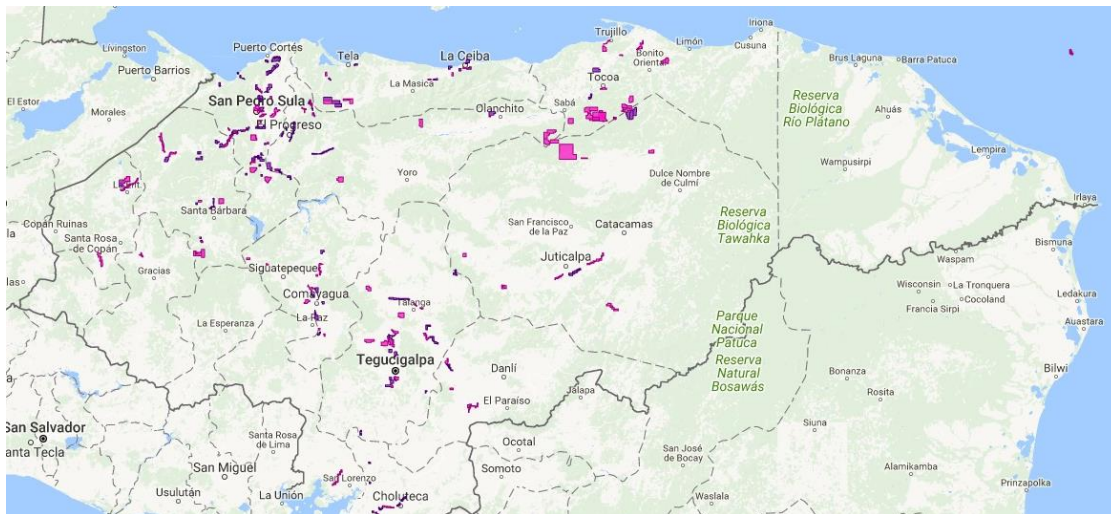 Lívingston
Puerto Cortés
Puerto Barrios
Tela
La Ceiba
Trujillo
Limón
Iriona
Cusuna
Brus Laguna
Barra Patuca
El Estor
Morales
La Masica
Bonito
Oriental
Tocoa
San Pedro Sula
Olanchito
Sabá
El Progreso
Reserva
Biológica
Río Plátano
Ahuás
Lempira
Wampusirpi
Yoro
Dulce Nombre
de Culmí
Irlaya
Copán Ruinas
Santa Bárbara
San Francisco
de la Paz
Catacamas
Reserva
Biológica
Tawahka
Santa Rosa
de Copán
Bismuna
Gracias
Siguatepeque
Juticalpa
Waspam
Wisconsin
La Tronquera
Cocoland
Francia Sirpi
Ledakura
Comayagua
Talanga
La Esperanza
La Paz
Auastara
Parque
Nacional
Patuca
Reserva
Natural
Bosawás
Tegucigalpa
Danlí
Jalapa
Bonanza
Rosita
Bilwi
El Paraíso
San Salvador
Santa Rosa
de Lima
Ocotal
Siuna
San José
de Bocay
San Miguel
Somoto
Alamikamba
San Lorenzo
Usulután
La Unión
Choluteca
Waslala
Prinzapolka